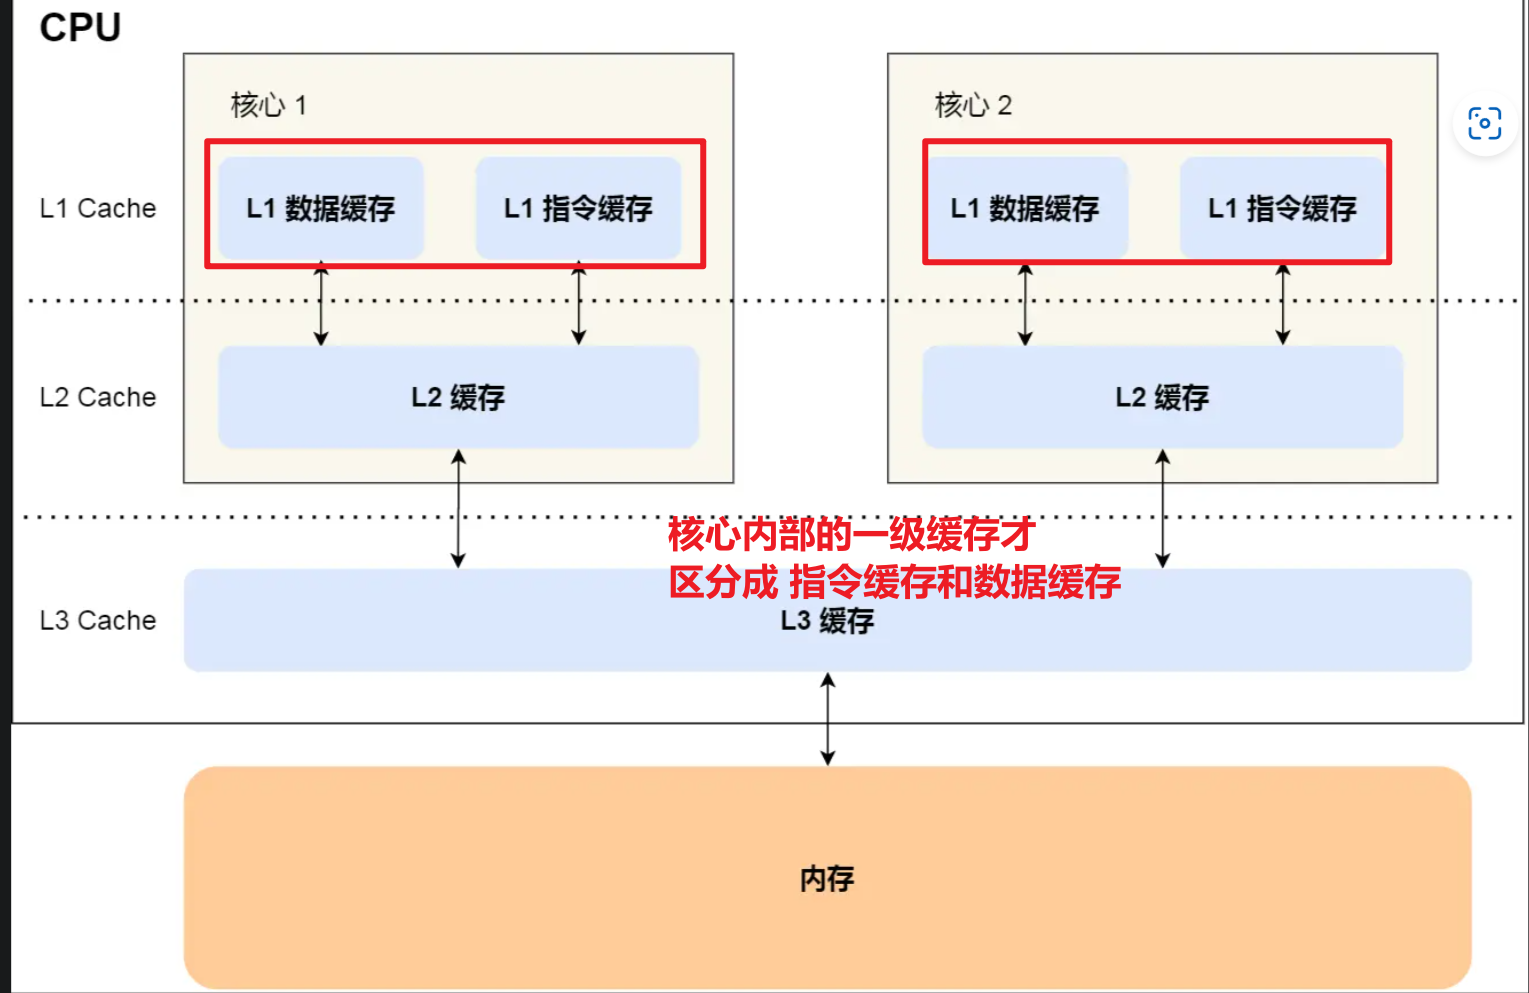 CPU
核心 1
核心 2
L1 Cache
L1 数据缓存
L1 指令缓存
L1 数据缓存
L1 指令缓存
L2 Cache
L2 缓存
L2 缓存
核心内部的一级缓存才
区分成 指令缓存和数据缓存
L3 Cache
L3 缓存
内存